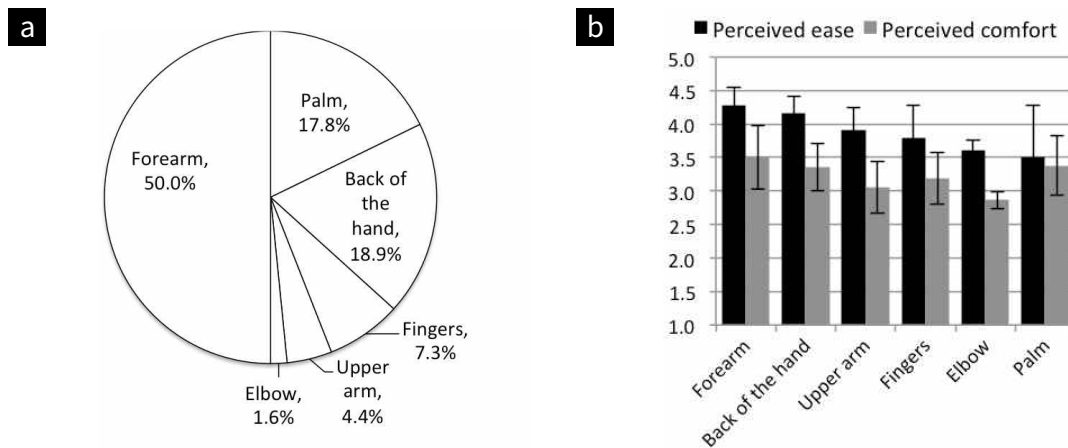 a
Palm,
17.8%
Forearm,
50.0%
Back of
the
hand,
18.9%
Fingers,
7.3%
Upper
arm,
4.4%
Elbow,
1.6%
b
Perceived ease
Perceived comfort
5.0
4.5
4.0
3.5
3.0
2.5
2.0
1.5
1.0
Forearm
Back of the hand
Upper arm
Fingers
Elbow
Palm